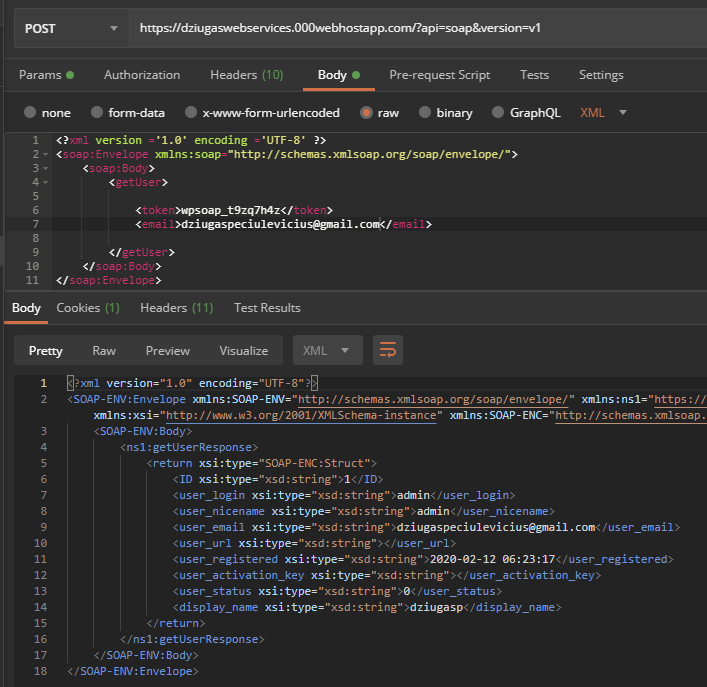 POST https://dziugaswebservices.000webhostapp.com/?api=soap&version=v1
Params Authorization Headers (10) Body Pre-request Script Tests Settings
none form-data x-www-form-urlencoded raw binary GraphQL XML
1 <?xml version ='1.0' encoding ='UTF-8' ?>
2 <soap:Envelope xmlns:soap="http://schemas.xmlsoap.org/soap/envelope/">
3 <soap:Body>
4 <getUser>
5
6 <token>wpsoap_t9zq7h4z</token>
7 <email>dziugaspeciulevicius@gmail.com</email>
8
9 </getUser>
10 </soap:Body>
11 </soap:Envelope>
Body Cookies (1) Headers (11) Test Results
Pretty Raw Preview Visualize XML
1 <?xml version="1.0" encoding="UTF-8"?>
2 <SOAP-ENV:Envelope xmlns:SOAP-ENV="http://schemas.xmlsoap.org/soap/envelope/" xmlns:ns1="https://
xmlns:xsi="http://www.w3.org/2001/XMLSchema-instance" xmlns:SOAP-ENC="http://schemas.xmlsoap.
3 <SOAP-ENV:Body>
4 <ns1:getUserResponse>
5 <return xsi:type="SOAP-ENC:Struct">
6 <ID xsi:type="xsd:string">1</ID>
7 <user_login xsi:type="xsd:string">admin</user_login>
8 <user_nicename xsi:type="xsd:string">admin</user_nicename>
9 <user_email xsi:type="xsd:string">dziugaspeciulevicius@gmail.com</user_email>
10 <user_url xsi:type="xsd:string"></user_url>
11 <user_registered xsi:type="xsd:string">2020-02-12 06:23:17</user_registered>
12 <user_activation_key xsi:type="xsd:string"></user_activation_key>
13 <user_status xsi:type="xsd:string">0</user_status>
14 <display_name xsi:type="xsd:string">dziugasp</display_name>
15 </return>
16 </ns1:getUserResponse>
17 </SOAP-ENV:Body>
18 </SOAP-ENV:Envelope>